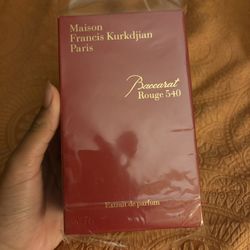 Maison
Francis Kurkdjian
Paris
Baccarat
Rouge 540
Extrait de parfum